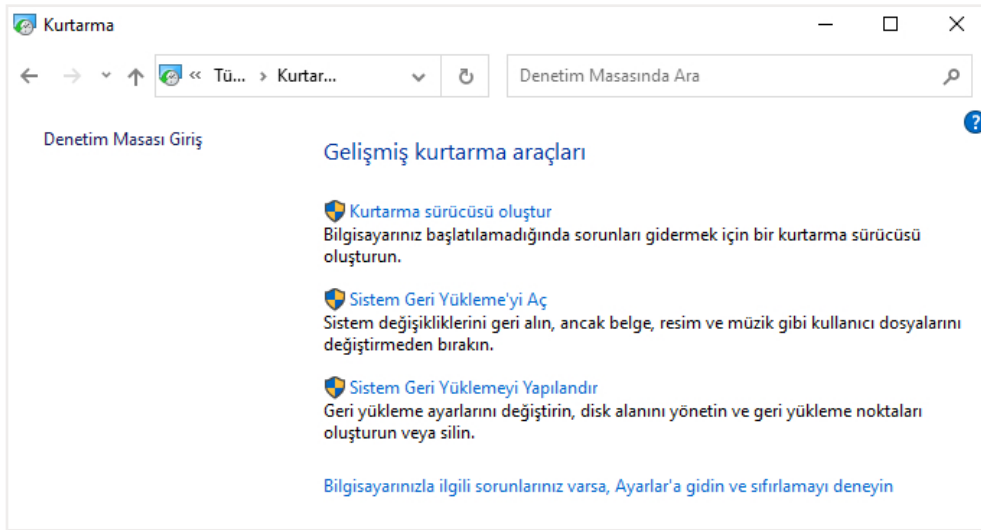 Kurtarma
« Tü... › Kurtar...
Denetim Masasında Ara
?
Denetim Masası Giriş
Gelişmiş kurtarma araçları
Kurtarma sürücüsü oluştur
Bilgisayarınız başlatılamadığında sorunları gidermek için bir kurtarma sürücüsü
oluşturun.
Sistem Geri Yükleme'yi Aç
Sistem değişikliklerini geri alın, ancak belge, resim ve müzik gibi kullanıcı dosyalarını
değiştirmeden bırakın.
Sistem Geri Yüklemeyi Yapılandır
Geri yükleme ayarlarını değiştirin, disk alanını yönetin ve geri yükleme noktaları
oluşturun veya silin.
Bilgisayarınızla ilgili sorunlarınız varsa, Ayarlar'a gidin ve sıfırlamayı deneyin